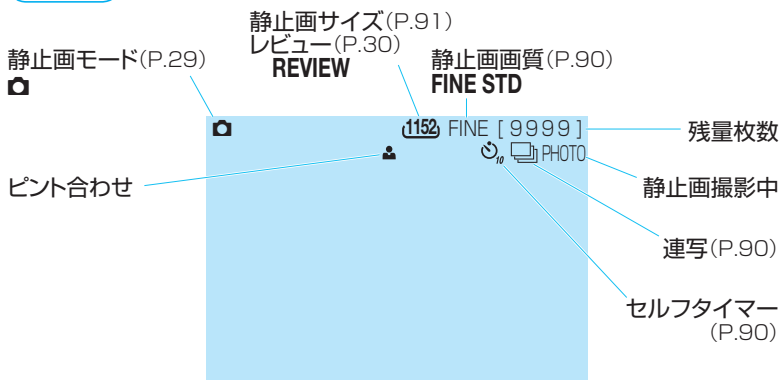 静止画サイズ(P.91)
レビュー(P.30)
REVIEW
静止画モード(P.29)
静止画画質(P.90)
FINE STD
1152 FINE [9999]
残量枚数
10 PHOTO
ピント合わせ
静止画撮影中
連写(P.90)
セルフタイマー
(P.90)